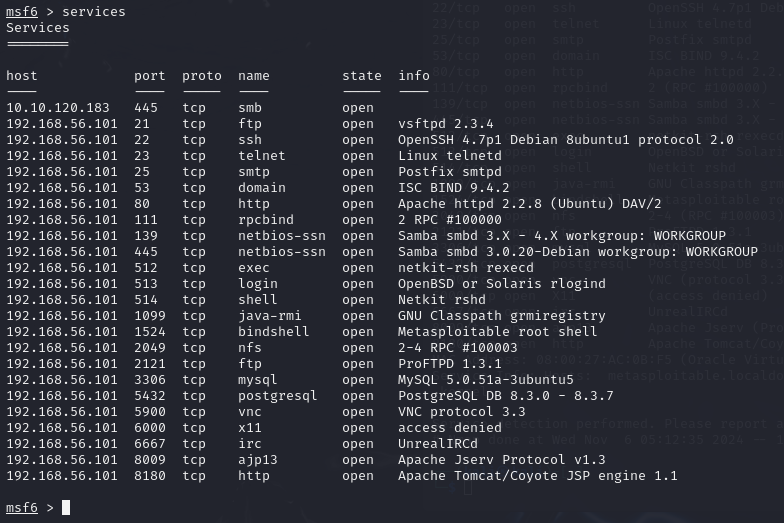 msf6 > services
Services
========
host port proto name state info
---- ---- ----- ---- ----- ----
10.10.120.183 445 tcp smb open
192.168.56.101 21 tcp ftp open vsftpd 2.3.4
192.168.56.101 22 tcp ssh open OpenSSH 4.7p1 Debian 8ubuntu1 protocol 2.0
192.168.56.101 23 tcp telnet open Linux telnetd
192.168.56.101 25 tcp smtp open Postfix smtpd
192.168.56.101 53 tcp domain open ISC BIND 9.4.2
192.168.56.101 80 tcp http open Apache httpd 2.2.8 (Ubuntu) DAV/2
192.168.56.101 111 tcp rpcbind open 2 RPC #100000
192.168.56.101 139 tcp netbios-ssn open Samba smbd 3.X - 4.X workgroup: WORKGROUP
192.168.56.101 445 tcp netbios-ssn open Samba smbd 3.0.20-Debian workgroup: WORKGROUP
192.168.56.101 512 tcp exec open netkit-rsh rexecd
192.168.56.101 513 tcp login open OpenBSD or Solaris rlogind
192.168.56.101 514 tcp shell open Netkit rshd
192.168.56.101 1099 tcp java-rmi open GNU Classpath grmiregistry
192.168.56.101 1524 tcp bindshell open Metasploitable root shell
192.168.56.101 2049 tcp nfs open 2-4 RPC #100003
192.168.56.101 2121 tcp ftp open ProFTPD 1.3.1
192.168.56.101 3306 tcp mysql open MySQL 5.0.51a-3ubuntu5
192.168.56.101 5432 tcp postgresql open PostgreSQL DB 8.3.0 - 8.3.7
192.168.56.101 5900 tcp vnc open VNC protocol 3.3
192.168.56.101 6000 tcp x11 open access denied
192.168.56.101 6667 tcp irc open UnrealIRCd
192.168.56.101 8009 tcp ajp13 open Apache Jserv Protocol v1.3
192.168.56.101 8180 tcp http open Apache Tomcat/Coyote JSP engine 1.1
msf6 >